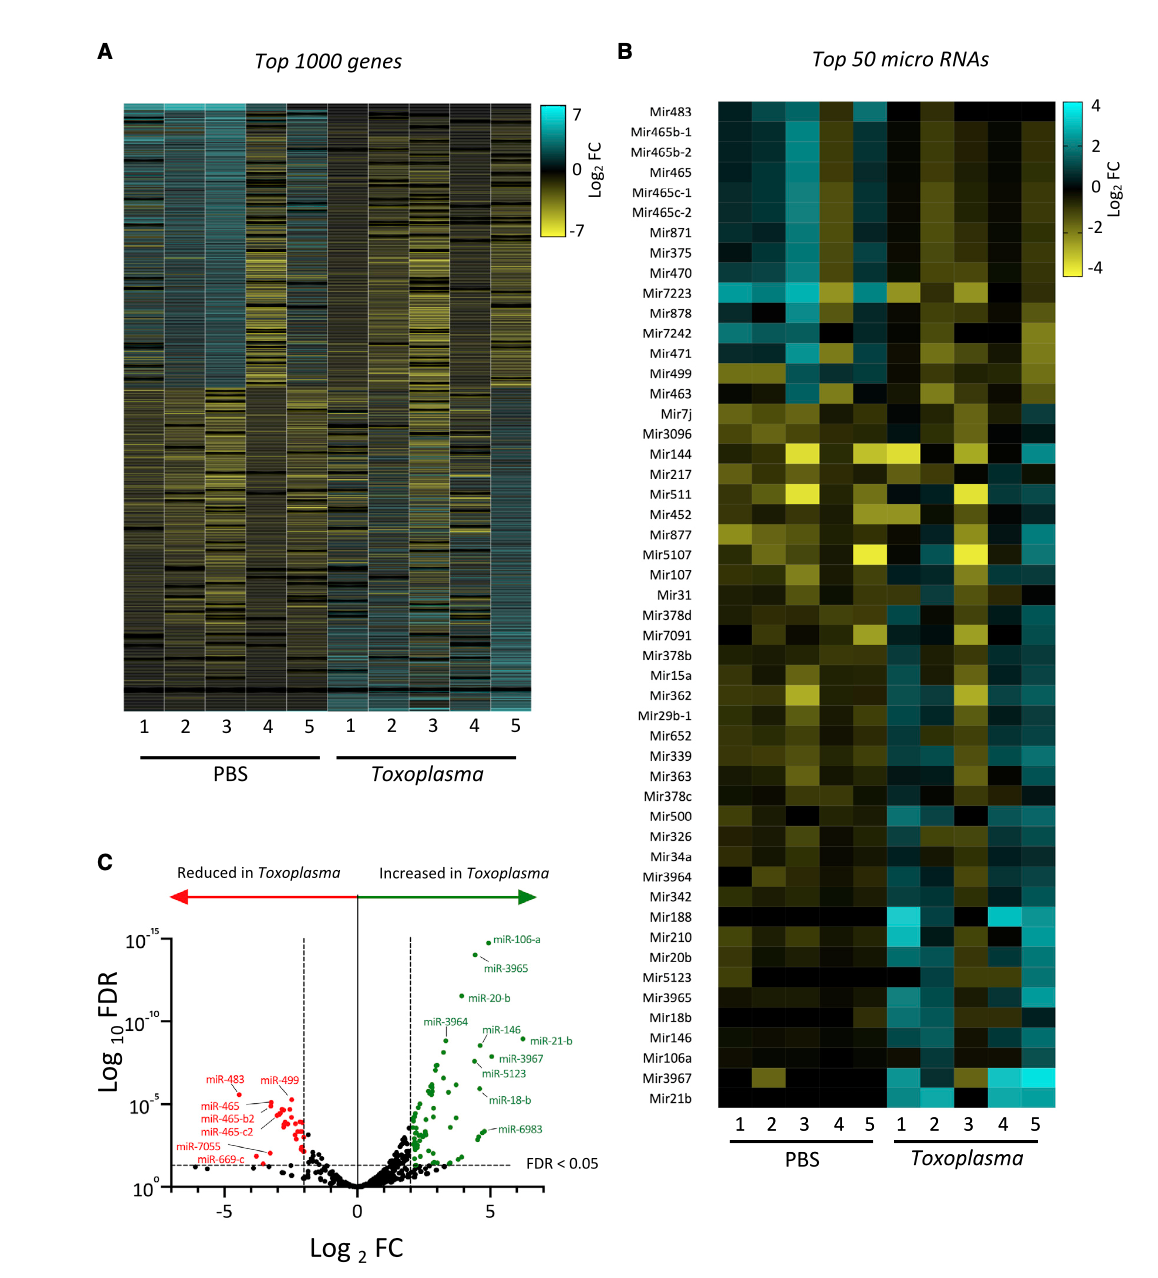 A
Top 1000 genes
7
0
-7
Log2 FC
1 2 3 4 5 1 2 3 4 5
PBS
Toxoplasma
B
Top 50 micro RNAs
Mir483
Mir465b-1
Mir465b-2
Mir465
Mir465c-1
Mir465c-2
Mir871
Mir375
Mir470
Mir7223
Mir878
Mir7242
Mir471
Mir499
Mir463
Mir7j
Mir3096
Mir144
Mir217
Mir511
Mir452
Mir877
Mir5107
Mir107
Mir31
Mir378d
Mir7091
Mir378b
Mir15a
Mir362
Mir29b-1
Mir652
Mir339
Mir363
Mir378c
Mir500
Mir326
Mir34a
Mir3964
Mir342
Mir188
Mir210
Mir20b
Mir5123
Mir3965
Mir18b
Mir146
Mir106a
Mir3967
Mir21b
4
2
0
-2
-4
Log2 FC
1 2 3 4 5 1 2 3 4 5
PBS
Toxoplasma
C
Reduced in Toxoplasma
Increased in Toxoplasma
Log 10 FDR
10-15
10-10
10-5
10o
miR-106-a
miR-3965
miR-20-b
miR-3964
miR-146
miR-21-b
miR-3967
miR-5123
miR-18-b
miR-6983
miR-483
miR-499
miR-465
miR-465-b2
miR-465-c2
miR-7055
miR-669-c
FDR < 0.05
-5 0 5
Log 2 FC